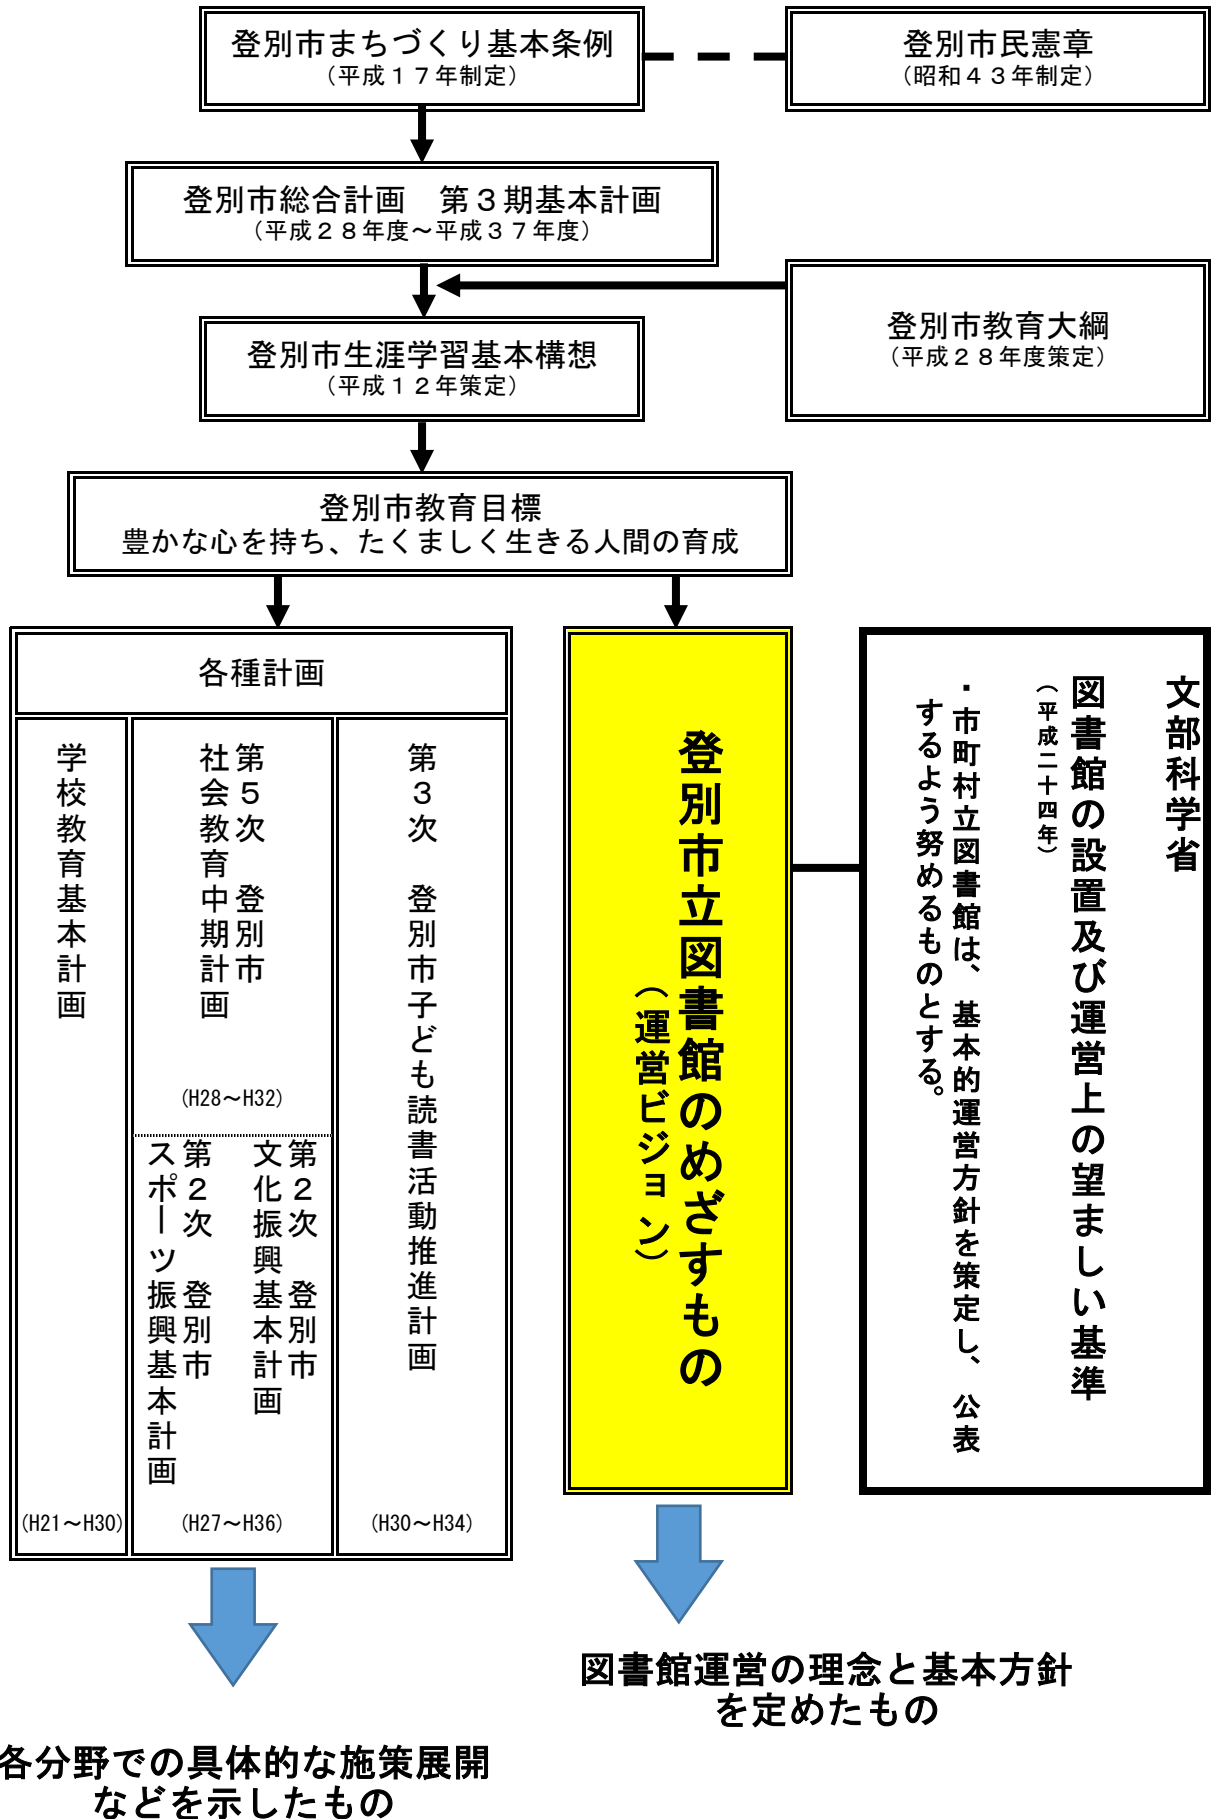 登別市まちづくり基本条例
（平成１７年制定）
登別市民憲章
（昭和４３年制定）
登別市総合計画　第３期基本計画
（平成２８年度～平成３７年度）
登別市教育大綱
（平成２８年度策定）
登別市生涯学習基本構想
（平成１２年策定）
登別市教育目標
豊かな心を持ち、たくましく生きる人間の育成
各種計画
学校教育基本計画
(H21～H30)
第５次　登別市
社会教育中期計画
(H28～H32)
第２次　登別市
文化振興基本計画
第２次　登別市
スポーツ振興基本計画
(H27～H36)
第３次　登別市子ども読書活動推進計画
(H30～H34)
登別市立図書館のめざすもの
（運営ビジョン）
文部科学省
図書館の設置及び運営上の望ましい基準
（平成二十四年）
・市町村立図書館は、基本的運営方針を策定し、公表
するよう努めるものとする。
図書館運営の理念と基本方針
を定めたもの
各分野での具体的な施策展開
などを示したもの